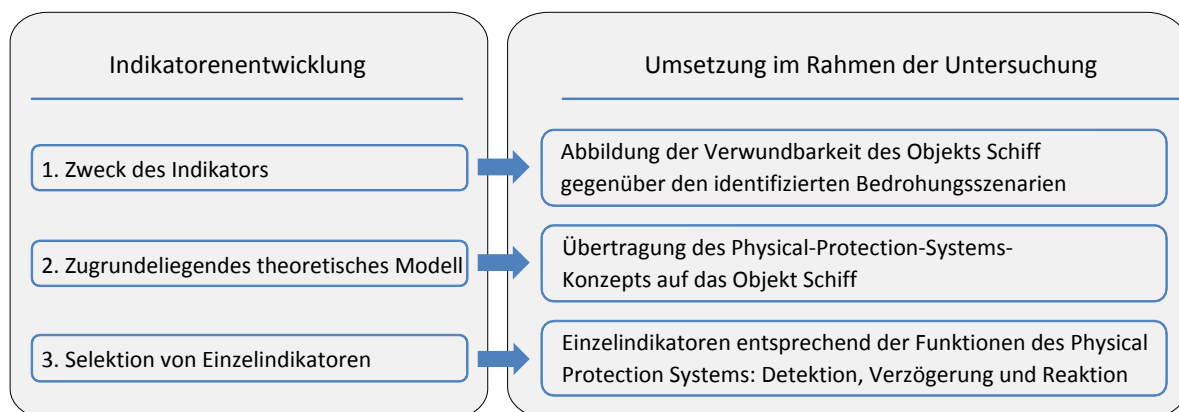 Indikatorenentwicklung
Umsetzung im Rahmen der Untersuchung
1. Zweck des Indikators
Abbildung der Verwundbarkeit des Objekts Schiff
gegenüber den identifizierten Bedrohungsszenarien
2. Zugrundeliegendes theoretisches Modell
Übertragung des Physical-Protection-Systems-
Konzepts auf das Objekt Schiff
3. Selektion von Einzelindikatoren
Einzelindikatoren entsprechend der Funktionen des Physical
Protection Systems: Detektion, Verzögerung und Reaktion